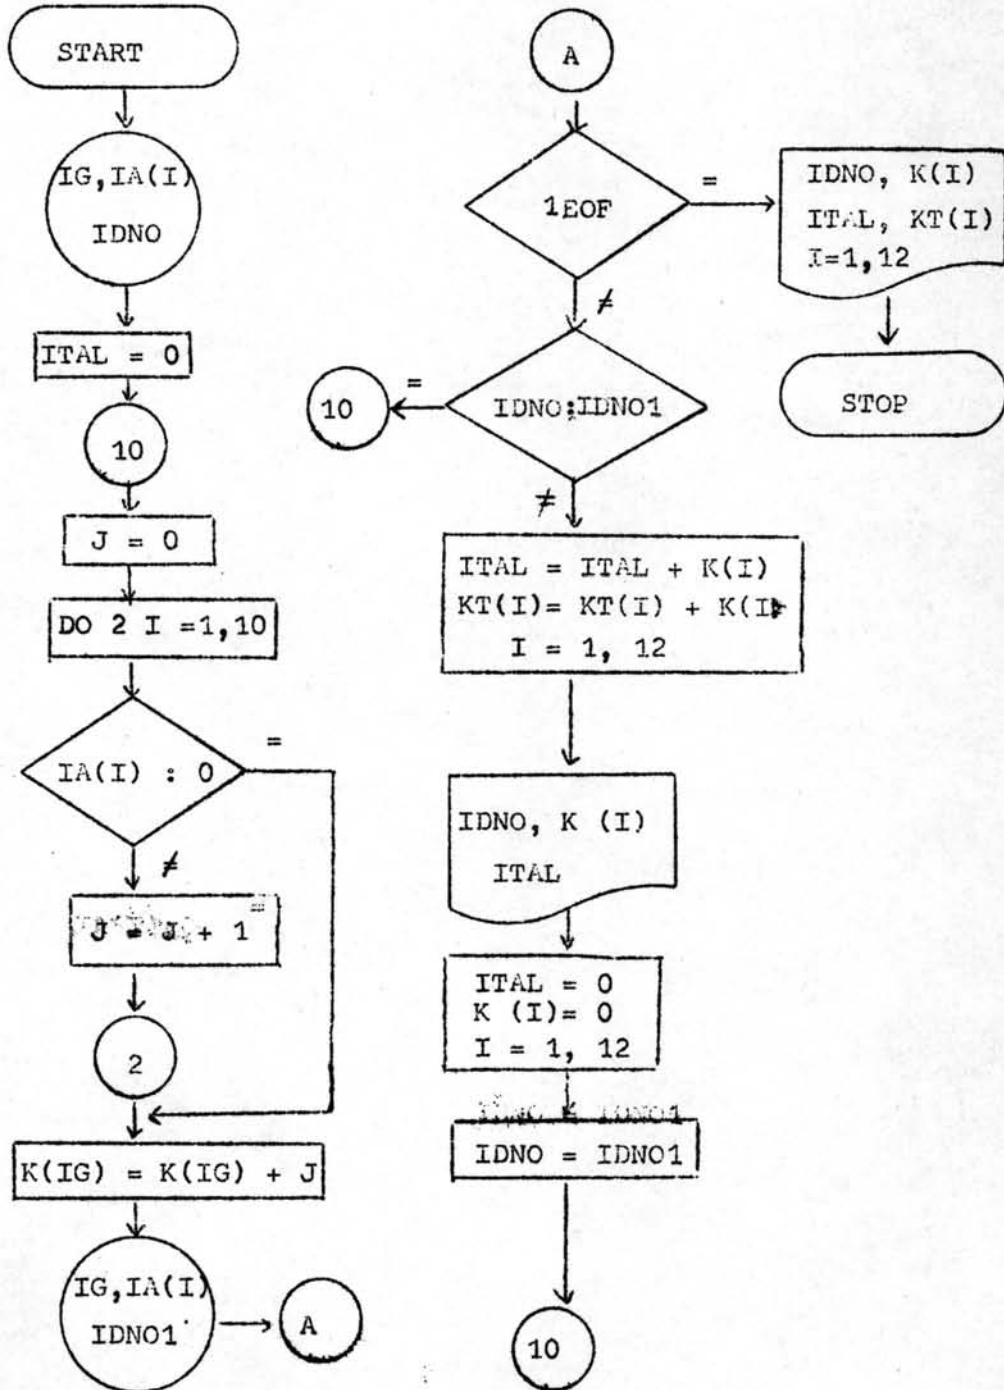 START
IG,IA(I)
IDNO
ITAL = 0
10
J = 0
DO 2 I =1,10
IA(I) : 0
=
≠
J = J + 1
=
2
K(IG) = K(IG) + J
IG,IA(I)
IDNO1
A
A
1EOF
=
≠
IDNO, K(I)
ITAL, KT(I)
I=1,12
STOP
IDNO:IDNO1
=
10
≠
ITAL = ITAL + K(I)
KT(I)= KT(I) + K(I)
I = 1, 12
IDNO, K (I)
ITAL
ITAL = 0
K (I)= 0
I = 1, 12
IDNO = IDNO1
IDNO = IDNO1
10